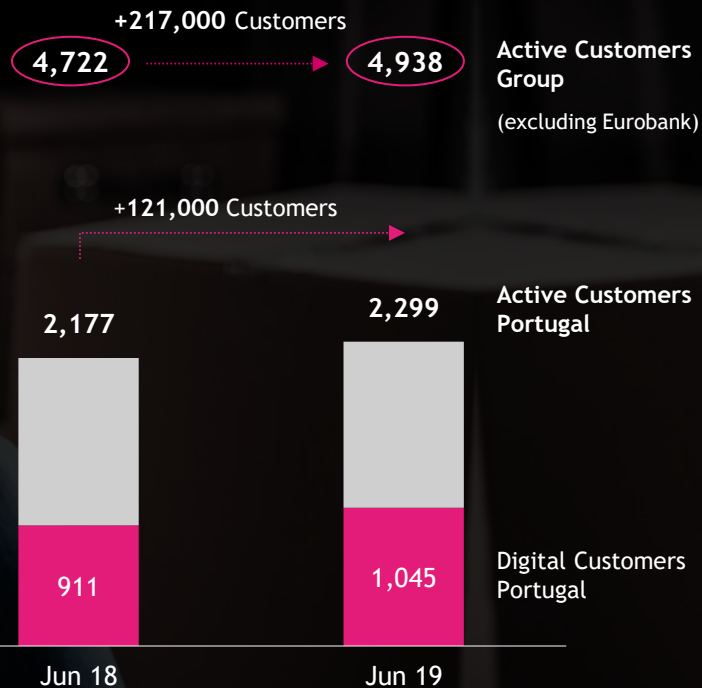 +217,000 Customers
4,722
4,938
Active Customers
Group
(excluding Eurobank)
+121,000 Customers
2,177
2,299
Active Customers
Portugal
911
1,045
Digital Customers
Portugal
Jun 18
Jun 19